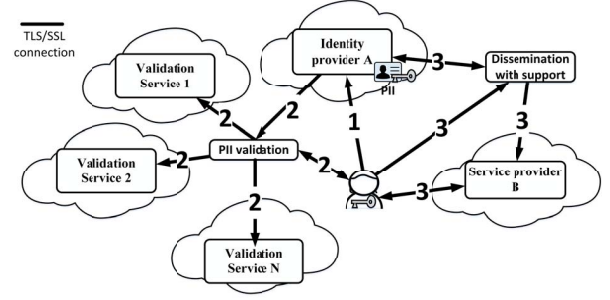 TLS/SSL
connection
Identity
provider A
PII
3
Dissemination
with support
Validation
Service 1
2
2
1
3
3
PII validation
Validation
Service 2
2
2
3
Service provider
B
2
Validation
Service N